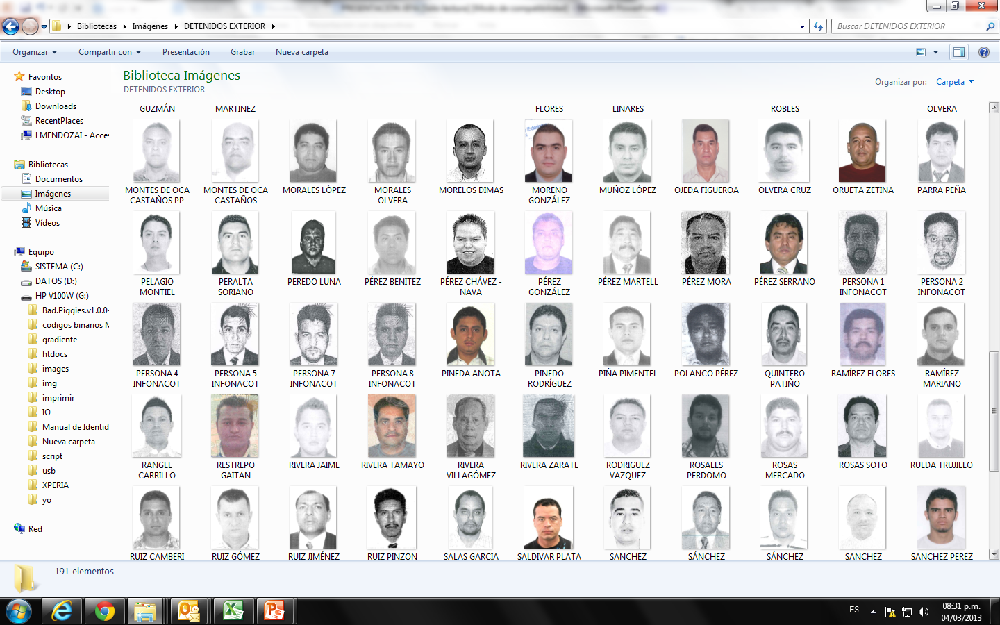 Bibliotecas Imágenes DETENIDOS EXTERIOR
Buscar DETENIDOS EXTERIOR
Organizar Compartir con Presentación Grabar Nueva carpeta
Favoritos
Desktop
Downloads
RecentPlaces
LMENDOZAI - Acces
Bibliotecas
Documentos
Imágenes
Música
Vídeos
Equipo
SISTEMA (C:)
DATOS (D:)
HP V100W (G:)
Bad.Piggies.v1.0.0-
codigos binarios M
gradiente
htdocs
images
img
imprimir
IO
Manual de Identid
Nueva carpeta
script
usb
XPERIA
yo
Red
Biblioteca Imágenes
DETENIDOS EXTERIOR
Organizar por: Carpeta
GUZMÁN MARTINEZ FLORES LINARES ROBLES OLVERA
MONTES DE OCA MONTES DE OCA MORALES LÓPEZ MORALES MORELOS DIMAS MORENO MUÑOZ LÓPEZ OJEDA FIGUEROA OLVERA CRUZ ORUETA ZETINA PARRA PEÑA
CASTAÑOS PP CASTAÑOS OLVERA GONZÁLEZ
PELAGIO PERALTA PEREDO LUNA PÉREZ BENITEZ PÉREZ CHÁVEZ - PÉREZ PÉREZ MARTELL PÉREZ MORA PÉREZ SERRANO PERSONA 1 PERSONA 2
MONTIEL SORIANO NAVA GONZÁLEZ INFONACOT INFONACOT
PERSONA 4 PERSONA 5 PERSONA 7 PERSONA 8 PINEDA ANOTA PINEDO PIÑA PIMENTEL POLANCO PÉREZ QUINTERO RAMÍREZ FLORES RAMÍREZ
INFONACOT INFONACOT INFONACOT INFONACOT RODRÍGUEZ PATIÑO MARIANO
RANGEL RESTREPO RIVERA JAIME RIVERA TAMAYO RIVERA RIVERA ZARATE RODRIGUEZ ROSALES ROSAS ROSAS SOTO RUEDA TRUJILLO
CARRILLO GAITAN VILLAGÓMEZ VAZQUEZ PERDOMO MERCADO
RUIZ CAMBERI RUIZ GÓMEZ RUIZ JIMÉNEZ RUIZ PINZON SALAS GARCIA SALDIVAR PLATA SANCHEZ SÁNCHEZ SÁNCHEZ SANCHEZ SANCHEZ PEREZ
191 elementos
ES
08:31 p.m.
04/03/2013